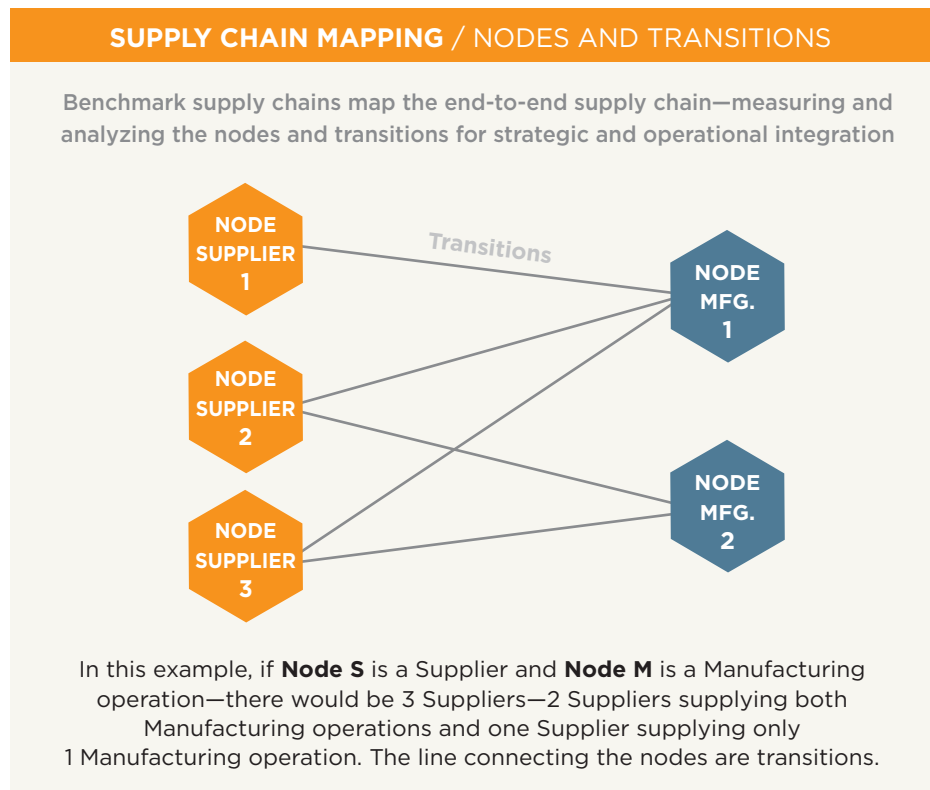 SUPPLY CHAIN MAPPING / NODES AND TRANSITIONS
Benchmark supply chains map the end-to-end supply chain—measuring and
analyzing the nodes and transitions for strategic and operational integration
NODE
SUPPLIER
1
Transitions
NODE
MFG.
1
NODE
SUPPLIER
2
NODE
MFG.
2
NODE
SUPPLIER
3
In this example, if Node S is a Supplier and Node M is a Manufacturing
operation—there would be 3 Suppliers—2 Suppliers supplying both
Manufacturing operations and one Supplier supplying only
1 Manufacturing operation. The line connecting the nodes are transitions.